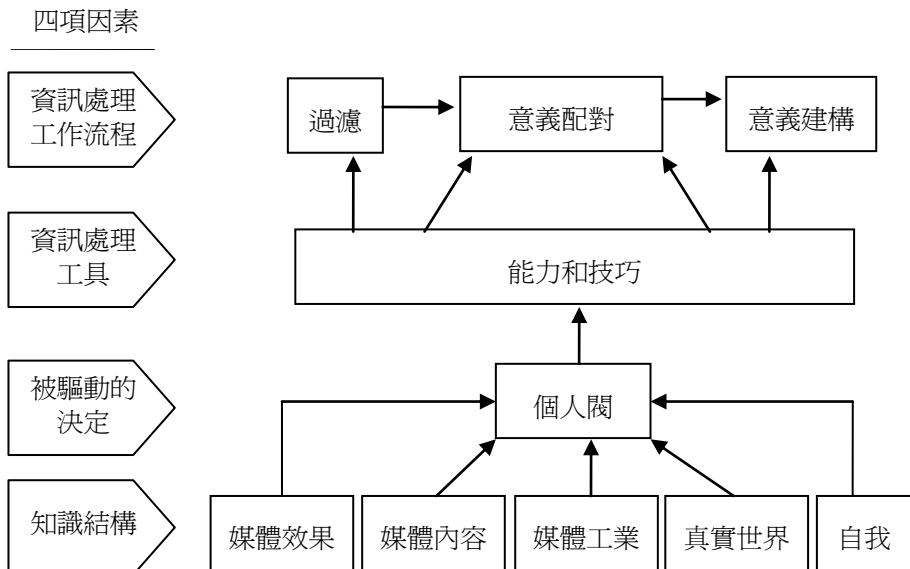 四項因素
資訊處理
工作流程
過濾
意義配對
意義建構
資訊處理
工具
能力和技巧
被驅動的
決定
個人閥
知識結構
媒體效果
媒體內容
媒體工業
真實世界
自我